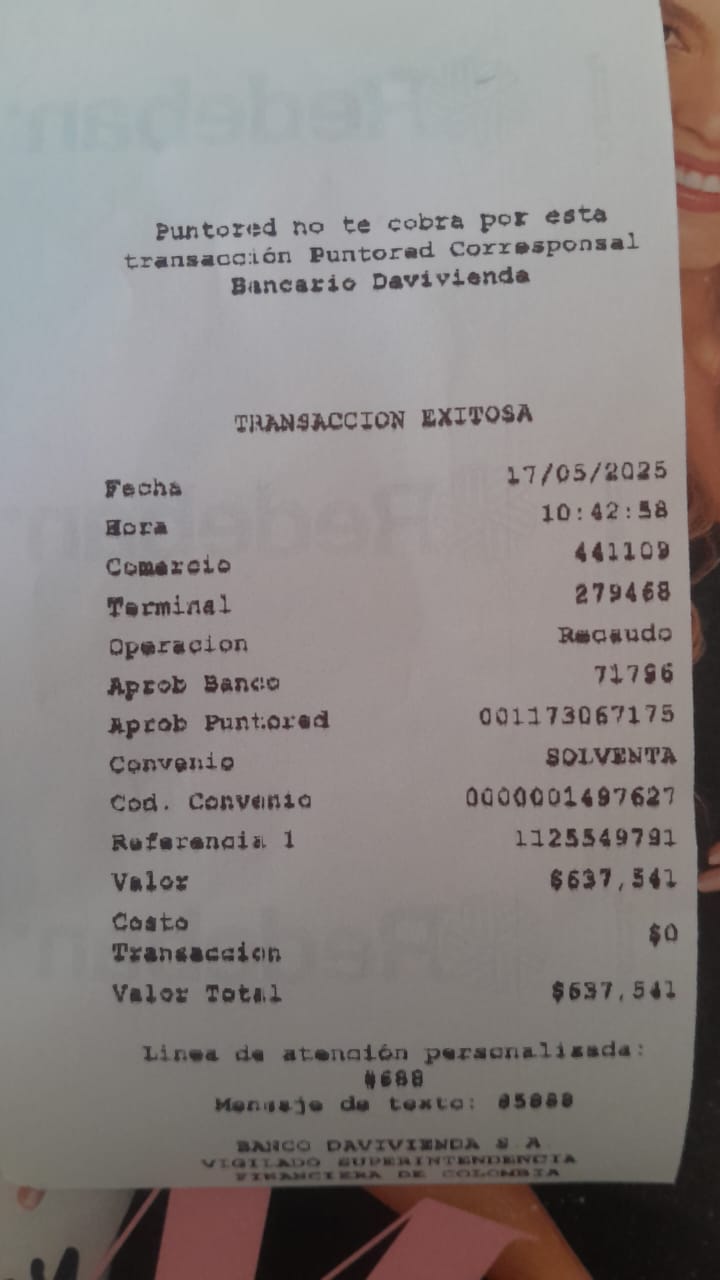 Redeban:
Puntored no te cobra por esta
transacción Puntored Corresponsal
Bancario Davivienda
TRANSACCION EXITOSA
Fecha 17/05/2025
Hora 10:42:58
Comercio 441109
Terminal 279468
Operacion Recaudo
Aprob Banco 71796
Aprob Puntored 001173067175
Convenio SOLVENTA
Cod. Convenio 0000001497627
Referencia 1 1125549791
Valor $637,541
Costo
Transaccion $0
Valor Total $637,541
Linea de atención personalizada:
#688
Mensaje de texto: 85888
BANCO DAVIVIENDA S A
VIGILADO SUPERINTENDENCIA
FINANCIERA DE COLOMBIA
Redeban:
Redeban: